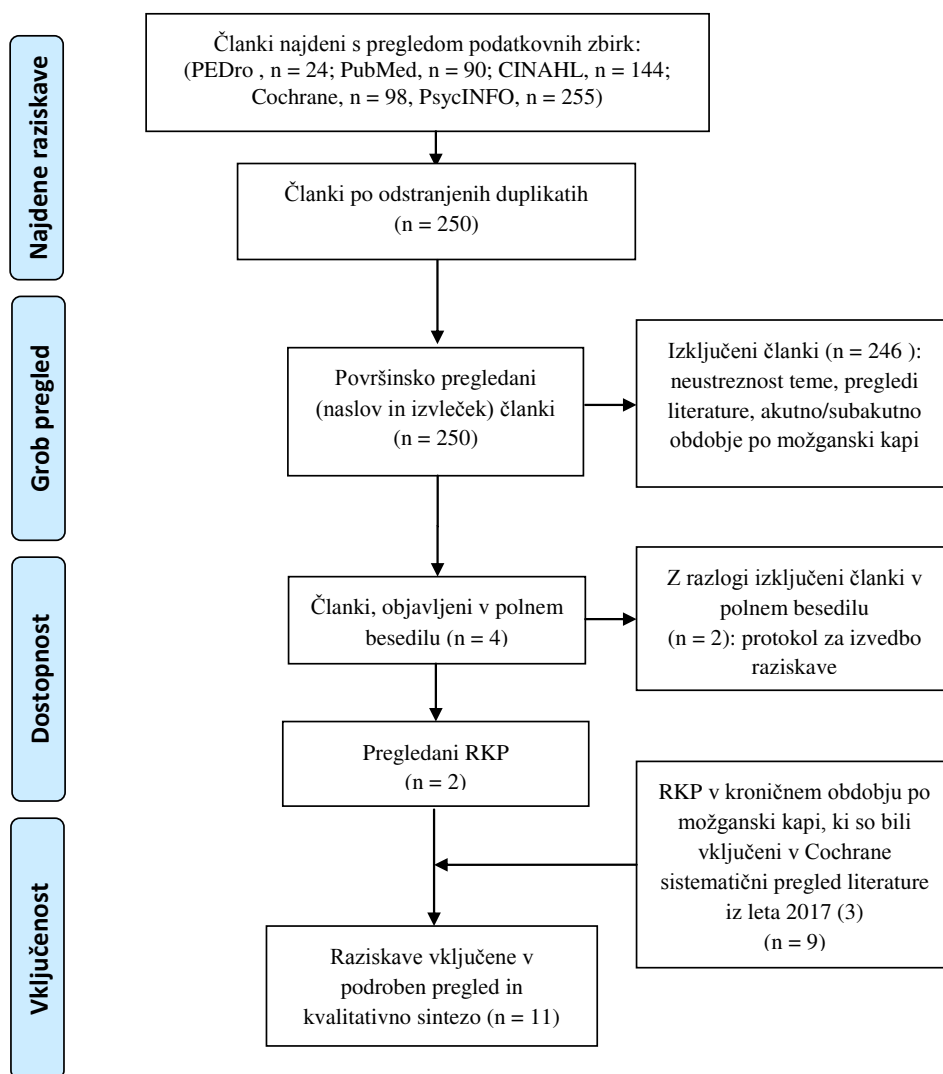 Najdene raziskave
Članki najdeni s pregledom podatkovnih zbirk:
(PEDro , n = 24; PubMed, n = 90; CINAHL, n = 144;
Cochrane, n = 98, PsycINFO, n = 255)
Članki po odstranjenih duplikatih
(n = 250)
Grob pregled
Površinsko pregledani
(naslov in izvleček) članki
(n = 250)
Izključeni članki (n = 246 ):
neustreznost teme, pregledi
literature, akutno/subakutno
obdobje po možganski kapi
Dostopnost
Članki, objavljeni v polnem
besedilu (n = 4)
Z razlogi izključeni članki v
polnem besedilu
(n = 2): protokol za izvedbo
raziskave
Pregledani RKP
(n = 2)
Vključenost
RKP v kroničnem obdobju po
možganski kapi, ki so bili
vključeni v Cochrane
sistematični pregled literature
iz leta 2017 (3)
(n = 9)
Raziskave vključene v
podroben pregled in
kvalitativno sintezo (n = 11)